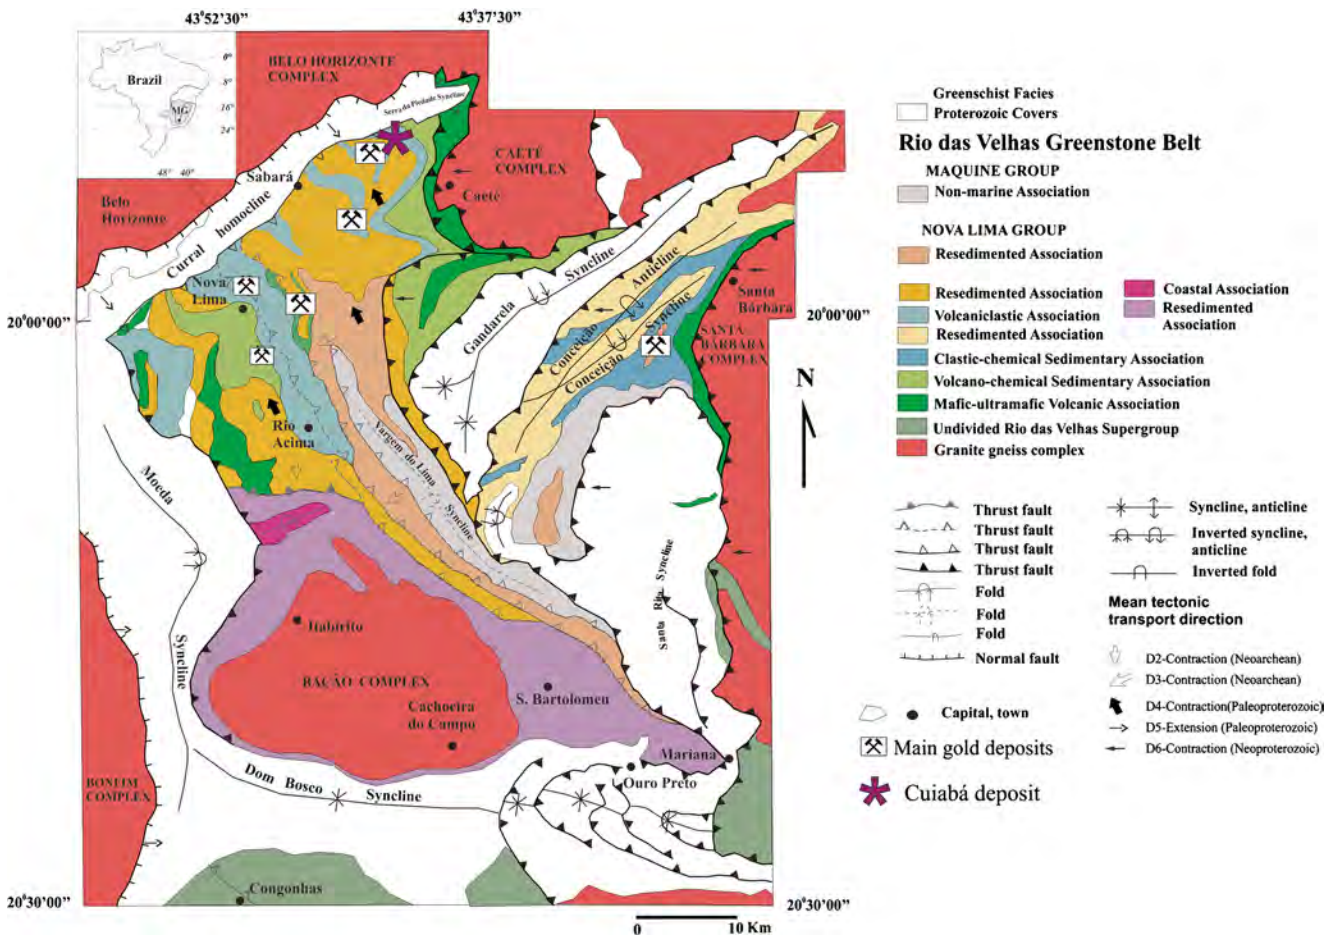 43°52'30"
43°37'30"
Brazil
MG
0°
8°
16°
24°
48° 40°
BELO HORIZONTE
COMPLEX
Serra do Piedade Syncline
CAETÉ
COMPLEX
Caeté
Sabará
Belo
Horizonte
Curral homocline
Nova
Lima
20°00'00"
20°00'00"
Gandarela Syncline
Conceição Anticline
Conceição Syncline
Santa
Bárbara
SANTA
BÁRBARA
COMPLEX
Rio
Acima
Vargem do Lima Syncline
Moeda Syncline
Santa Rita Syncline
Itabirito
BAÇÃO COMPLEX
Cachoeira
do Campo
S. Bartolomeu
Mariana
Ouro Preto
Dom Bosco Syncline
BONFIM
COMPLEX
Congonhas
20°30'00"
20°30'00"
0 10 Km
N
Greenschist Facies
Proterozoic Covers
Rio das Velhas Greenstone Belt
MAQUINE GROUP
Non-marine Association
NOVA LIMA GROUP
Resedimented Association
Resedimented Association
Volcaniclastic Association
Resedimented Association
Clastic-chemical Sedimentary Association
Volcano-chemical Sedimentary Association
Mafic-ultramafic Volcanic Association
Undivided Rio das Velhas Supergroup
Granite gneiss complex
Coastal Association
Resedimented
Association
Thrust fault
Thrust fault
Thrust fault
Thrust fault
Fold
Fold
Fold
Normal fault
Syncline, anticline
Inverted syncline,
anticline
Inverted fold
Mean tectonic
transport direction
D2-Contraction (Neoarchean)
D3-Contraction (Neoarchean)
D4-Contraction(Paleoproterozoic)
D5-Extension (Paleoproterozoic)
D6-Contraction (Neoproterozoic)
Capital, town
Main gold deposits
Cuiabá deposit